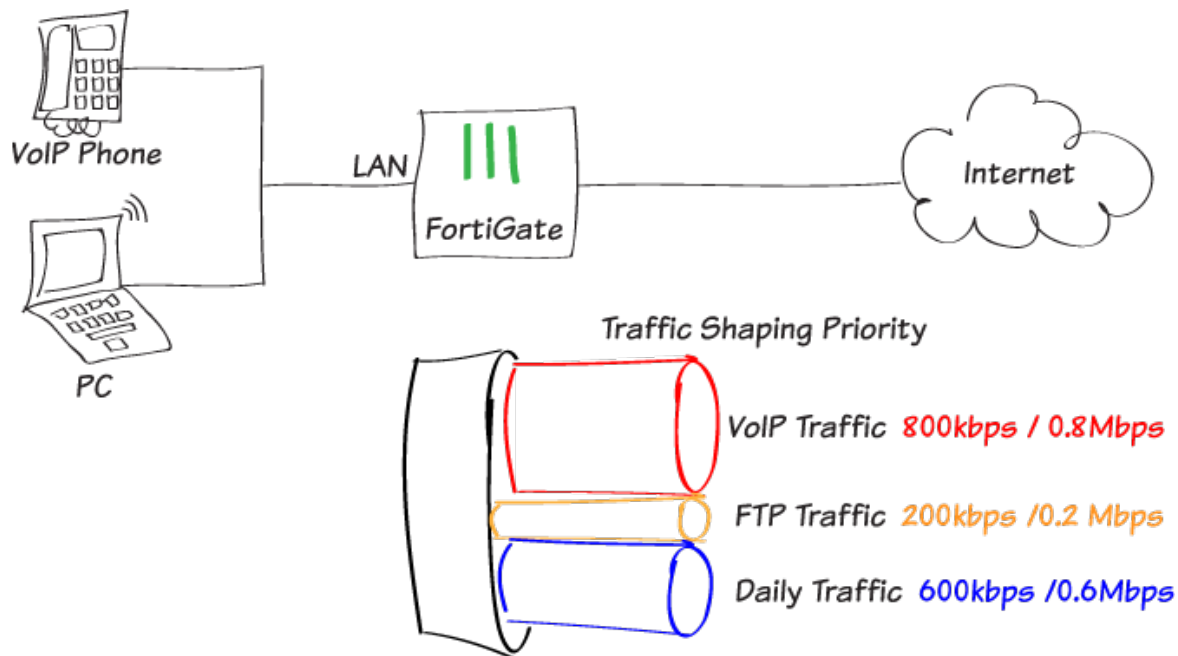 VoIP Phone
LAN
FortiGate
Internet
PC
Traffic Shaping Priority
VoIP Traffic 800kbps / 0.8Mbps
FTP Traffic 200kbps /0.2 Mbps
Daily Traffic 600kbps /0.6Mbps